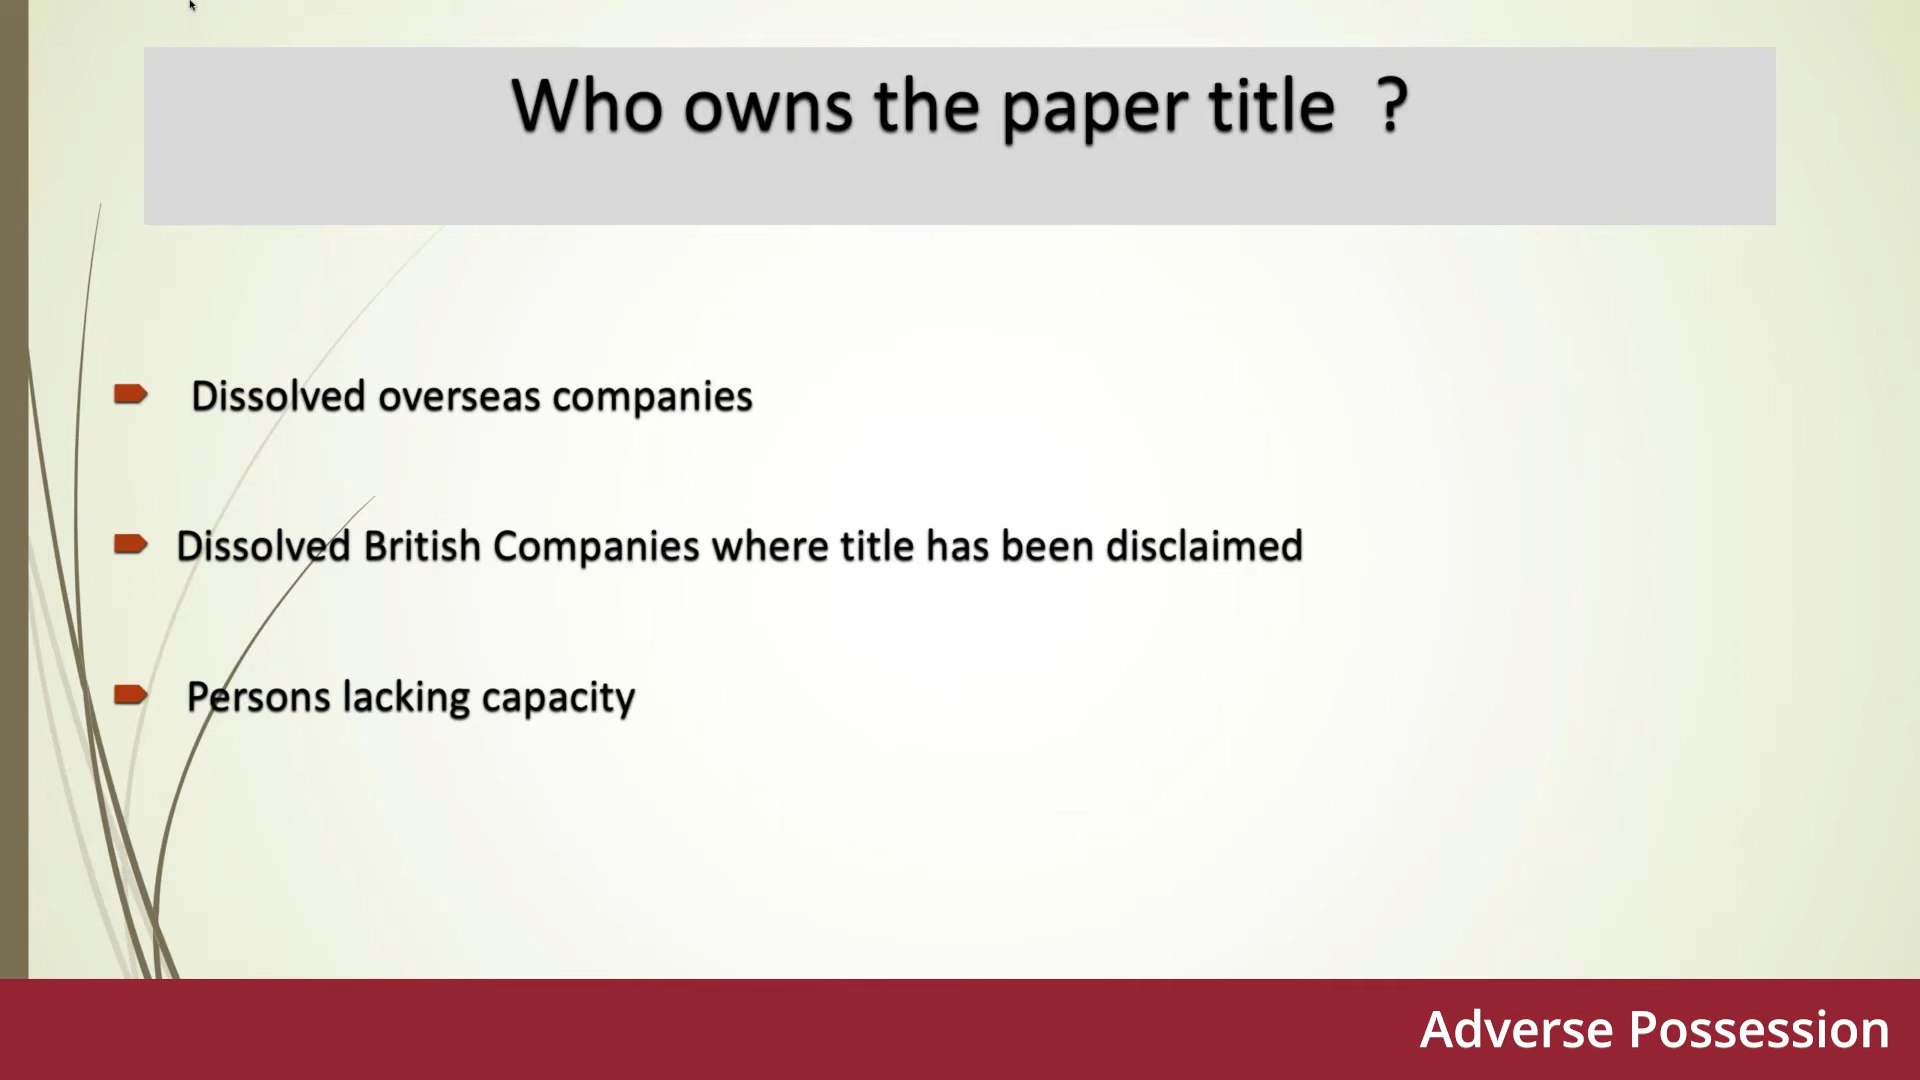 Who owns the paper title  ?
Dissolved overseas companies
Dissolved British Companies where title has been disclaimed
Persons lacking capacity
Adverse Possession